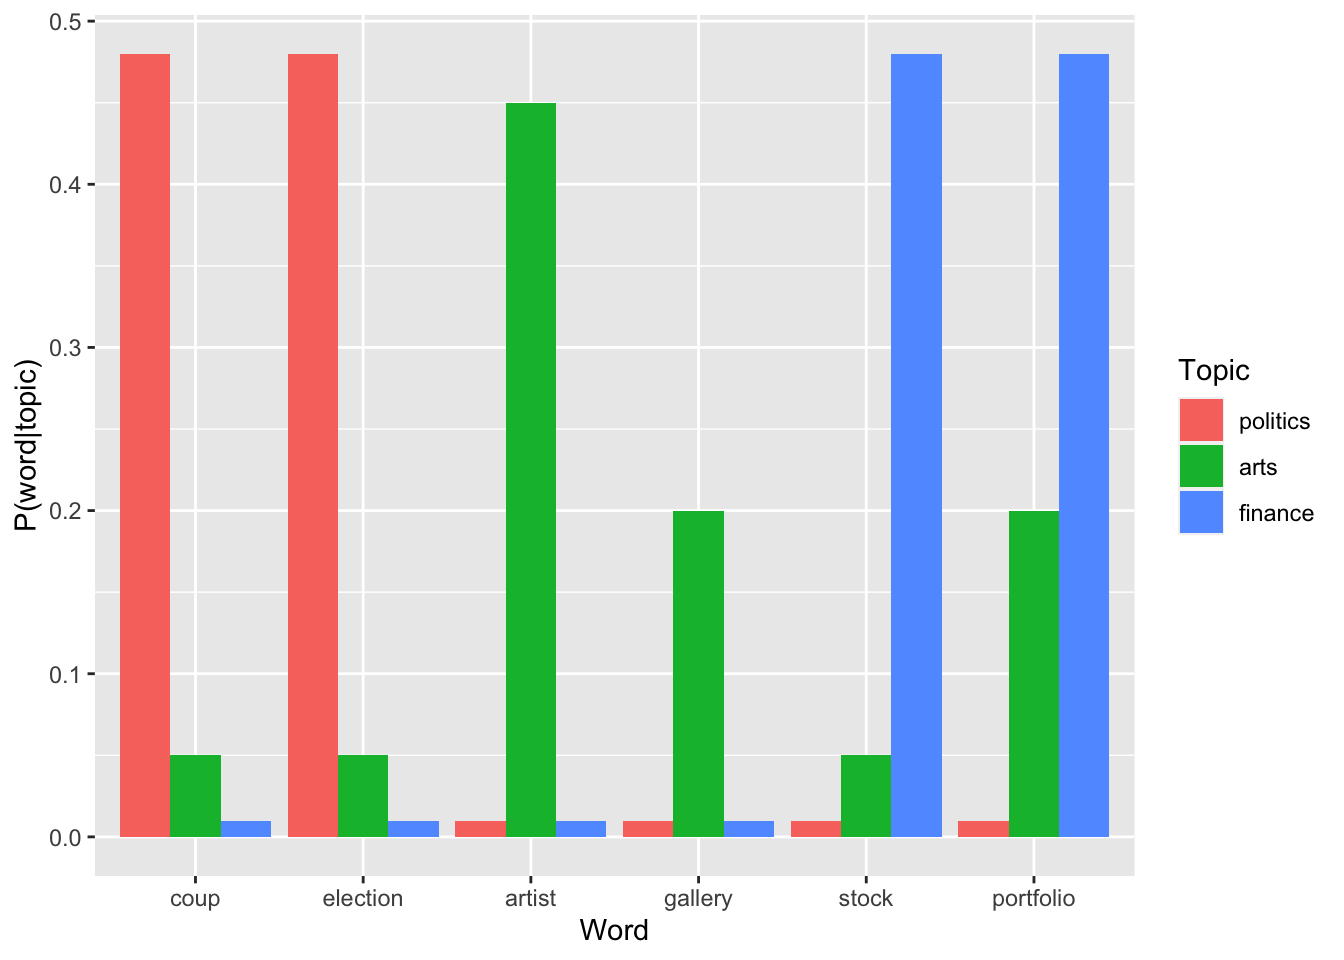 0.5
0.4
0.3
0.2
0.1
0.0
P(word|topic)
coup election artist gallery stock portfolio
Word
Topic
politics
arts
finance